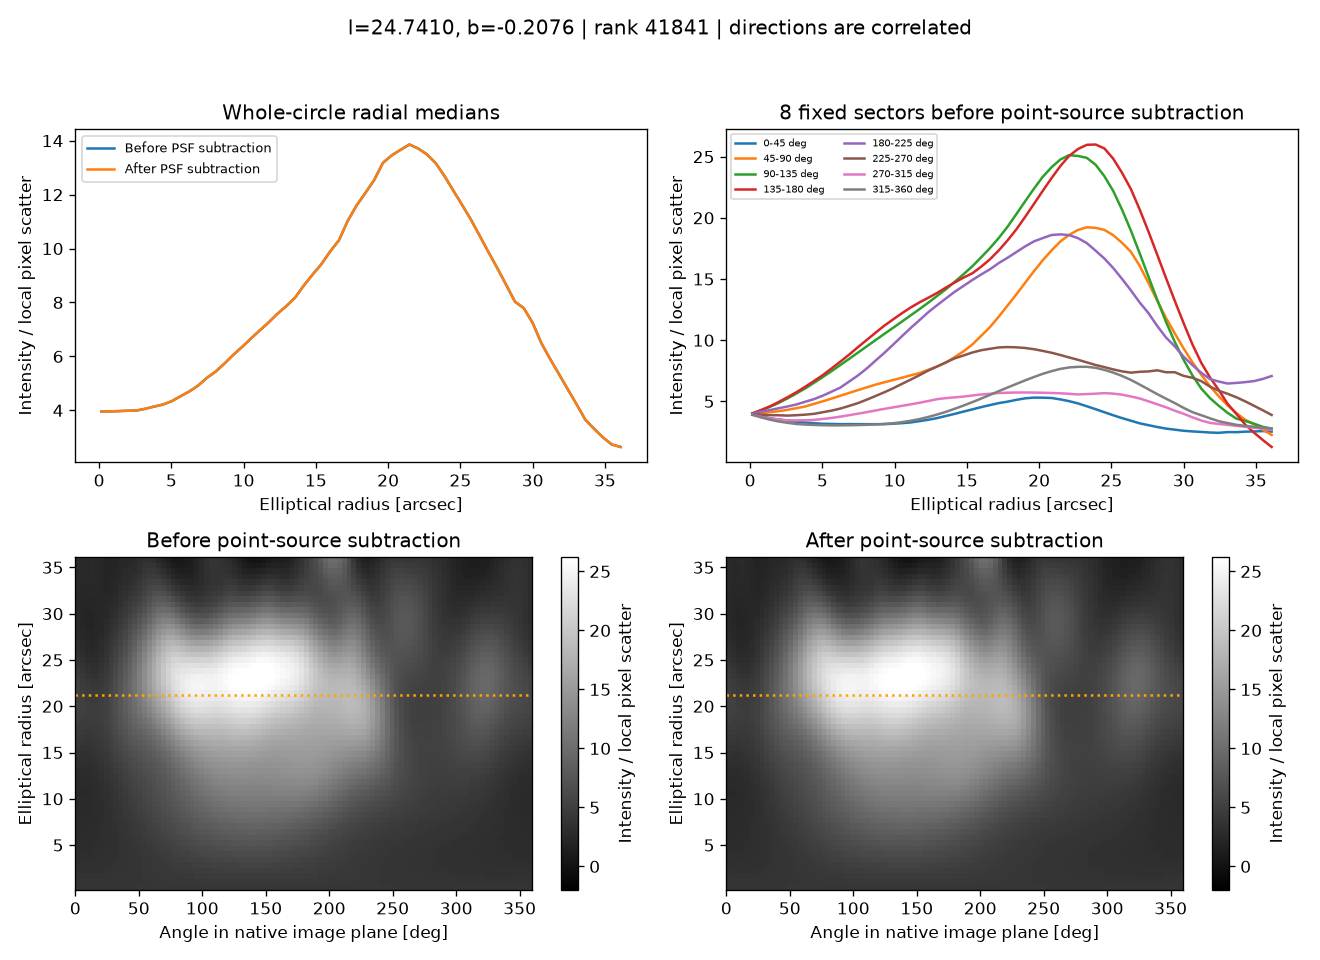 l=24.7410, b=-0.2076 | rank 41841 | directions are correlated
Whole-circle radial medians
Before PSF subtraction
After PSF subtraction
14
12
10
8
6
4
Intensity / local pixel scatter
0 5 10 15 20 25 30 35
Elliptical radius [arcsec]
8 fixed sectors before point-source subtraction
0-45 deg
45-90 deg
90-135 deg
135-180 deg
180-225 deg
225-270 deg
270-315 deg
315-360 deg
25
20
15
10
5
Intensity / local pixel scatter
0 5 10 15 20 25 30 35
Elliptical radius [arcsec]
Before point-source subtraction
35
30
25
20
15
10
5
Elliptical radius [arcsec]
0 50 100 150 200 250 300 350
Angle in native image plane [deg]
25
20
15
10
5
0
Intensity / local pixel scatter
After point-source subtraction
35
30
25
20
15
10
5
Elliptical radius [arcsec]
0 50 100 150 200 250 300 350
Angle in native image plane [deg]
25
20
15
10
5
0
Intensity / local pixel scatter